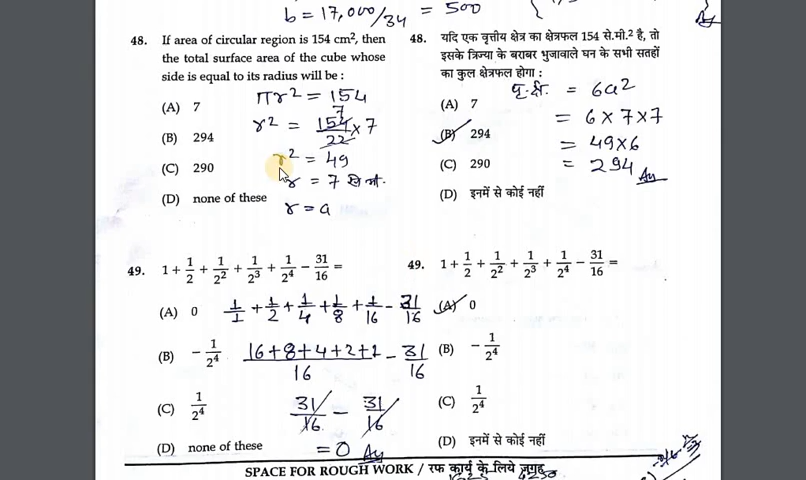 b = 17,000/34 = 500
48. If area of circular region is 154 cm², then
the total surface area of the cube whose
side is equal to its radius will be :
(A) 7
(B) 294
(C) 290
(D) none of these
πr² = 154
r² = 154/22 × 7
7
r² = 49
r = 7 से.मी.
r = a
48. यदि एक वृत्तीय क्षेत्र का क्षेत्रफल 154 से.मी.² है, तो
इसके त्रिज्या के बराबर भुजावाले घन के सभी सतहों
का कुल क्षेत्रफल होगा :
(A) 7
(B) 294
(C) 290
(D) इनमें से कोई नहीं
पृ.क्षे. = 6a²
= 6 × 7 × 7
= 49×6
= 294 Ay
49. 1 + 1/2 + 1/2² + 1/2³ + 1/2⁴ − 31/16 =
(A) 0
(B) − 1/2⁴
(C) 1/2⁴
(D) none of these
1/1 + 1/2 + 1/4 + 1/8 + 1/16 − 31/16
16+8+4+2+1/16 − 31/16
31/16 − 31/16
= 0 Ay
49. 1 + 1/2 + 1/2² + 1/2³ + 1/2⁴ − 31/16 =
(A) 0
(B) − 1/2⁴
(C) 1/2⁴
(D) इनमें से कोई नहीं
SPACE FOR ROUGH WORK / रफ कार्य के लिये जगह